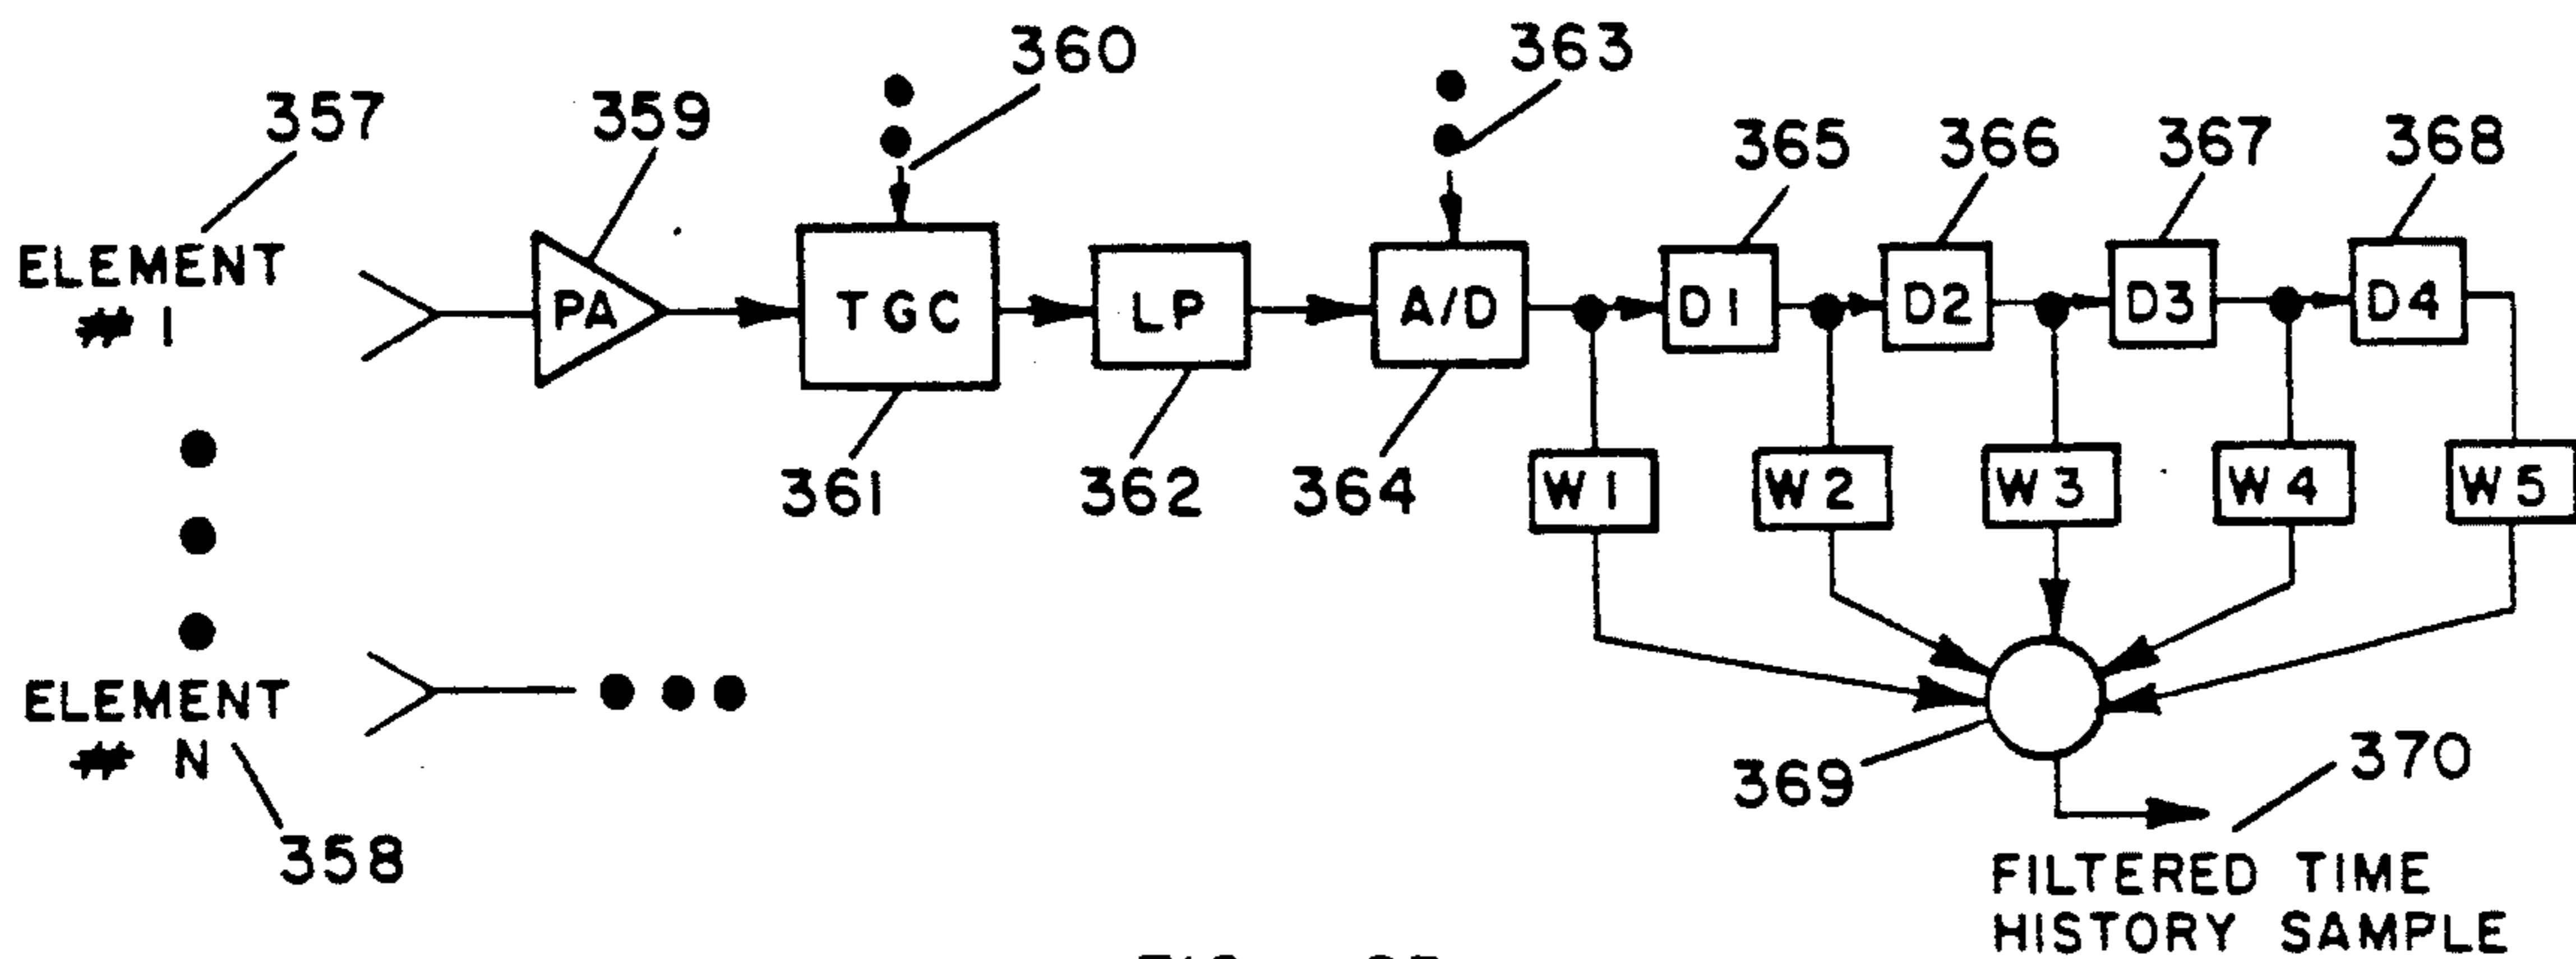 360
363
357
359
365
366
367
368
ELEMENT
# 1
PA
TGC
LP
A/D
D1
D2
D3
D4
361
362
364
W1
W2
W3
W4
W5
ELEMENT
# N
358
369
370
FILTERED TIME
HISTORY SAMPLE